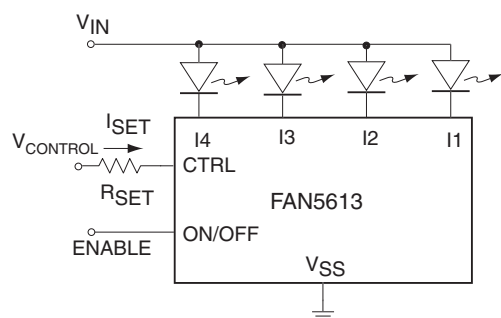 VIN
I4 I3 I2 I1
ISET
VCONTROL
RSET
CTRL
FAN5613
ENABLE
ON/OFF
VSS